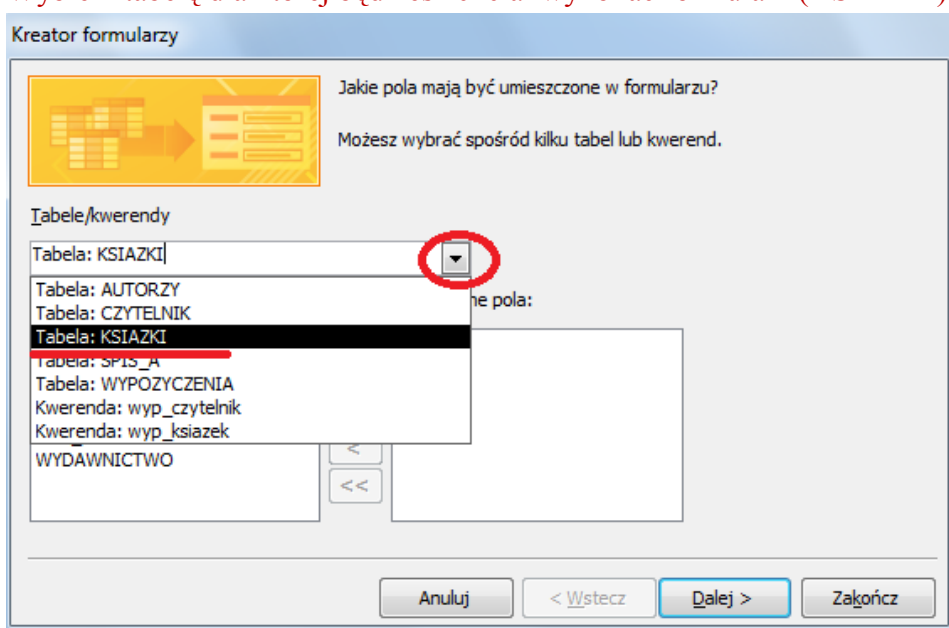 Kreator formularzy
Jakie pola mają być umieszczone w formularzu?
Możesz wybrać spośród kilku tabel lub kwerend.
Tabele/kwerendy
Tabela: KSIAZKI
Tabela: AUTORZY
ne pola:
Tabela: CZYTELNIK
Tabela: KSIAZKI
Tabela: SPIS_A
Tabela: WYPOZYCZENIA
Kwerenda: wyp_czytelnik
Kwerenda: wyp_ksiazek
<
WYDAWNICTWO
<<
Anuluj < Wstecz Dalej > Zakończ